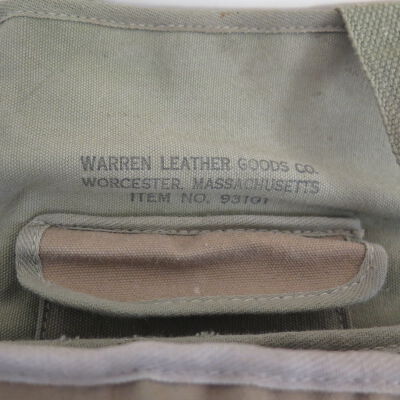 WARREN LEATHER GOODS CO.
WORCESTER, MASSACHUSETTS
ITEM NO. 93101